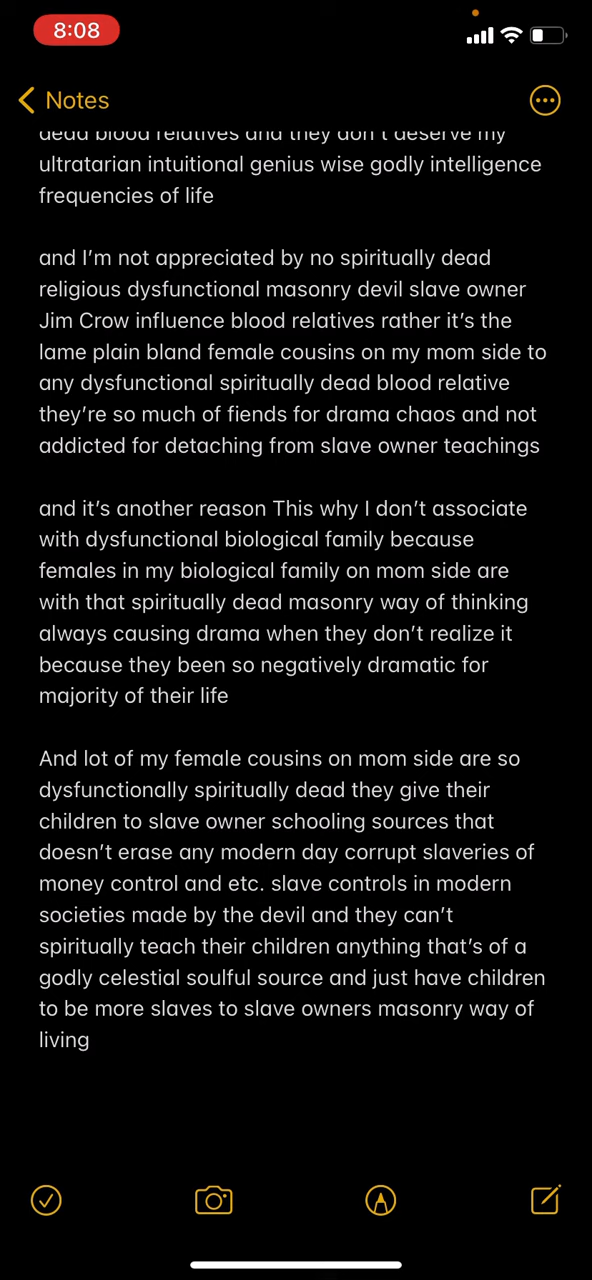 8:08
Notes
dead blood relatives and they don't deserve my
ultratarian intuitional genius wise godly intelligence
frequencies of life
and I'm not appreciated by no spiritually dead
religious dysfunctional masonry devil slave owner
Jim Crow influence blood relatives rather it's the
lame plain bland female cousins on my mom side to
any dysfunctional spiritually dead blood relative
they're so much of fiends for drama chaos and not
addicted for detaching from slave owner teachings
and it's another reason This why I don't associate
with dysfunctional biological family because
females in my biological family on mom side are
with that spiritually dead masonry way of thinking
always causing drama when they don't realize it
because they been so negatively dramatic for
majority of their life
And lot of my female cousins on mom side are so
dysfunctionally spiritually dead they give their
children to slave owner schooling sources that
doesn't erase any modern day corrupt slaveries of
money control and etc. slave controls in modern
societies made by the devil and they can't
spiritually teach their children anything that's of a
godly celestial soulful source and just have children
to be more slaves to slave owners masonry way of
living